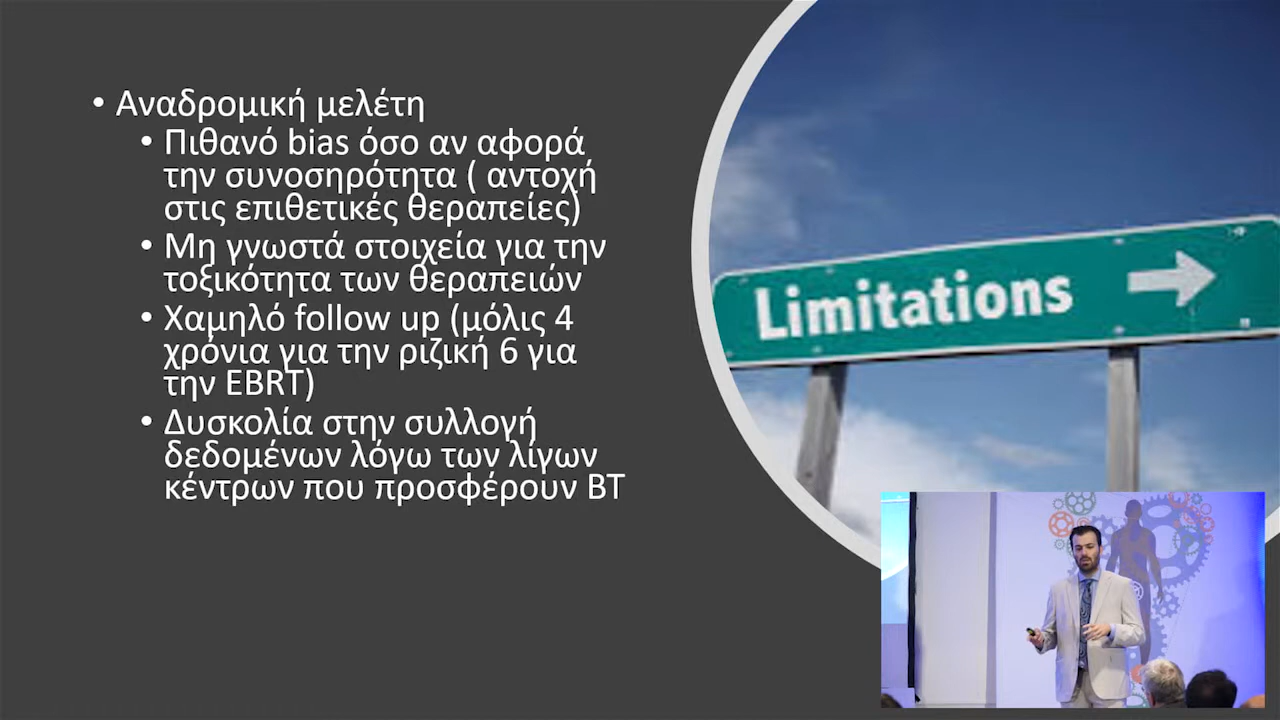 • Αναδρομική μελέτη
• Πιθανό bias όσο αν αφορά
την συνοσηρότητα ( αντοχή
στις επιθετικές θεραπείες)
• Μη γνωστά στοιχεία για την
τοξικότητα των θεραπειών
• Χαμηλό follow up (μόλις 4
χρόνια για την ριζική 6 για
την EBRT)
• Δυσκολία στην συλλογή
δεδομένων λόγω των λίγων
κέντρων που προσφέρουν BT
Limitations